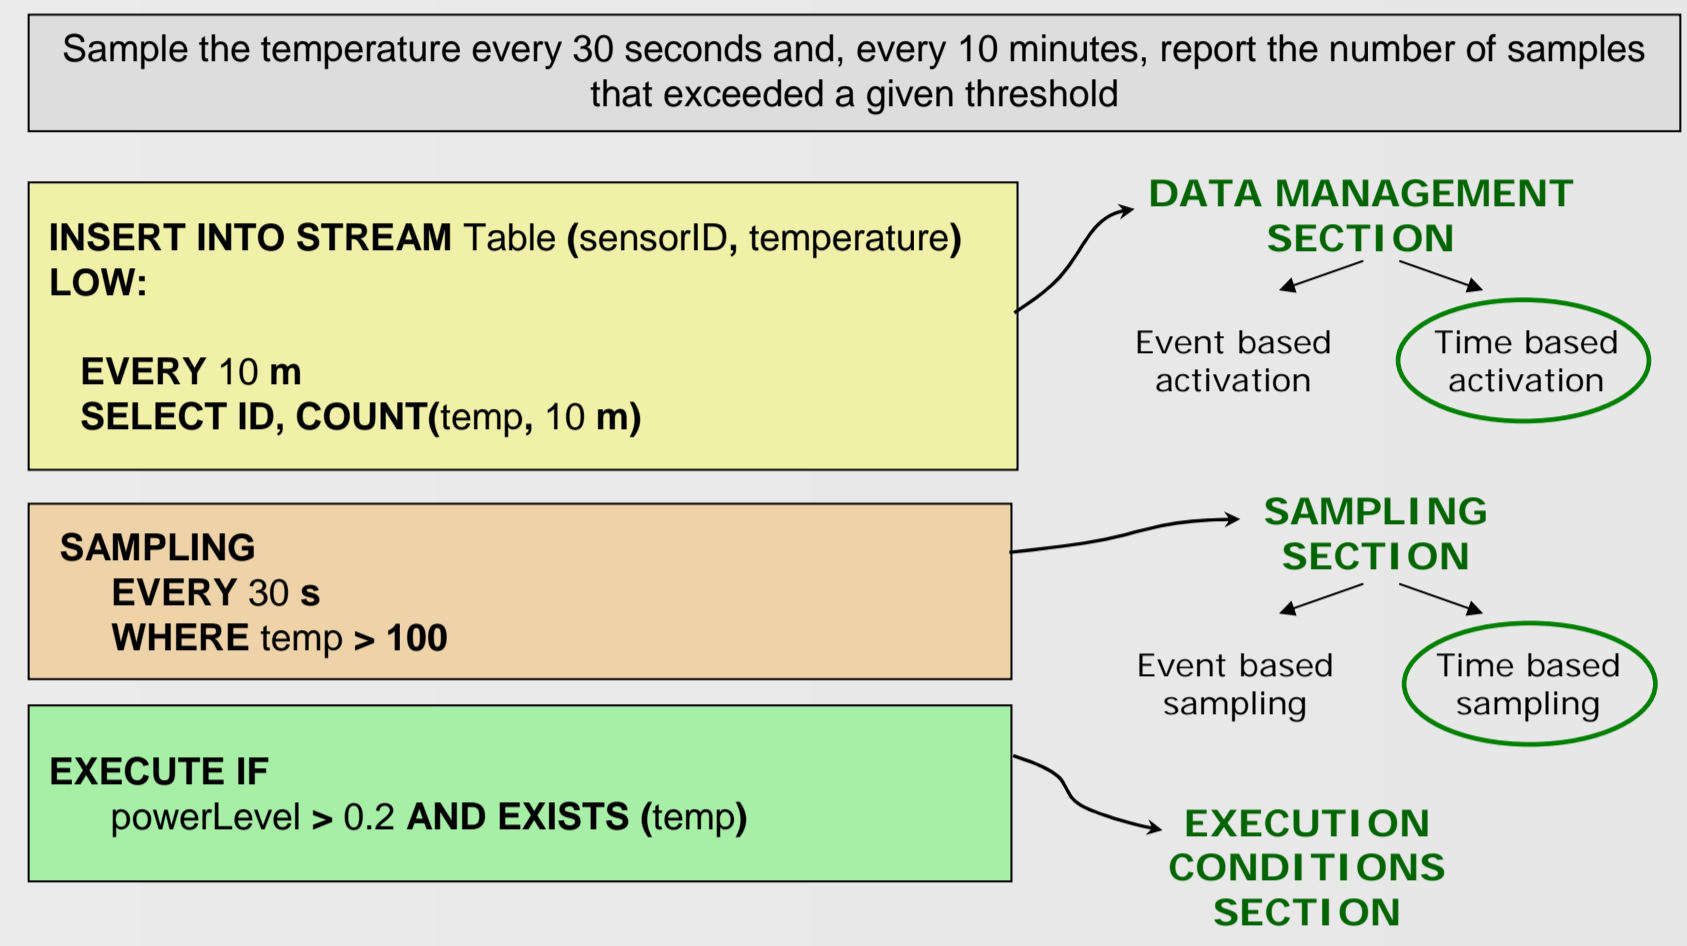 Sample the temperature every 30 seconds and, every 10 minutes, report the number of samples
that exceeded a given threshold
INSERT INTO STREAM Table (sensorID, temperature)
LOW:
EVERY 10 m
SELECT ID, COUNT(temp, 10 m)
DATA MANAGEMENT
SECTION
Event based
activation
Time based
activation
SAMPLING
EVERY 30 s
WHERE temp > 100
SAMPLING
SECTION
Event based
sampling
Time based
sampling
EXECUTE IF
powerLevel > 0.2 AND EXISTS (temp)
EXECUTION
CONDITIONS
SECTION